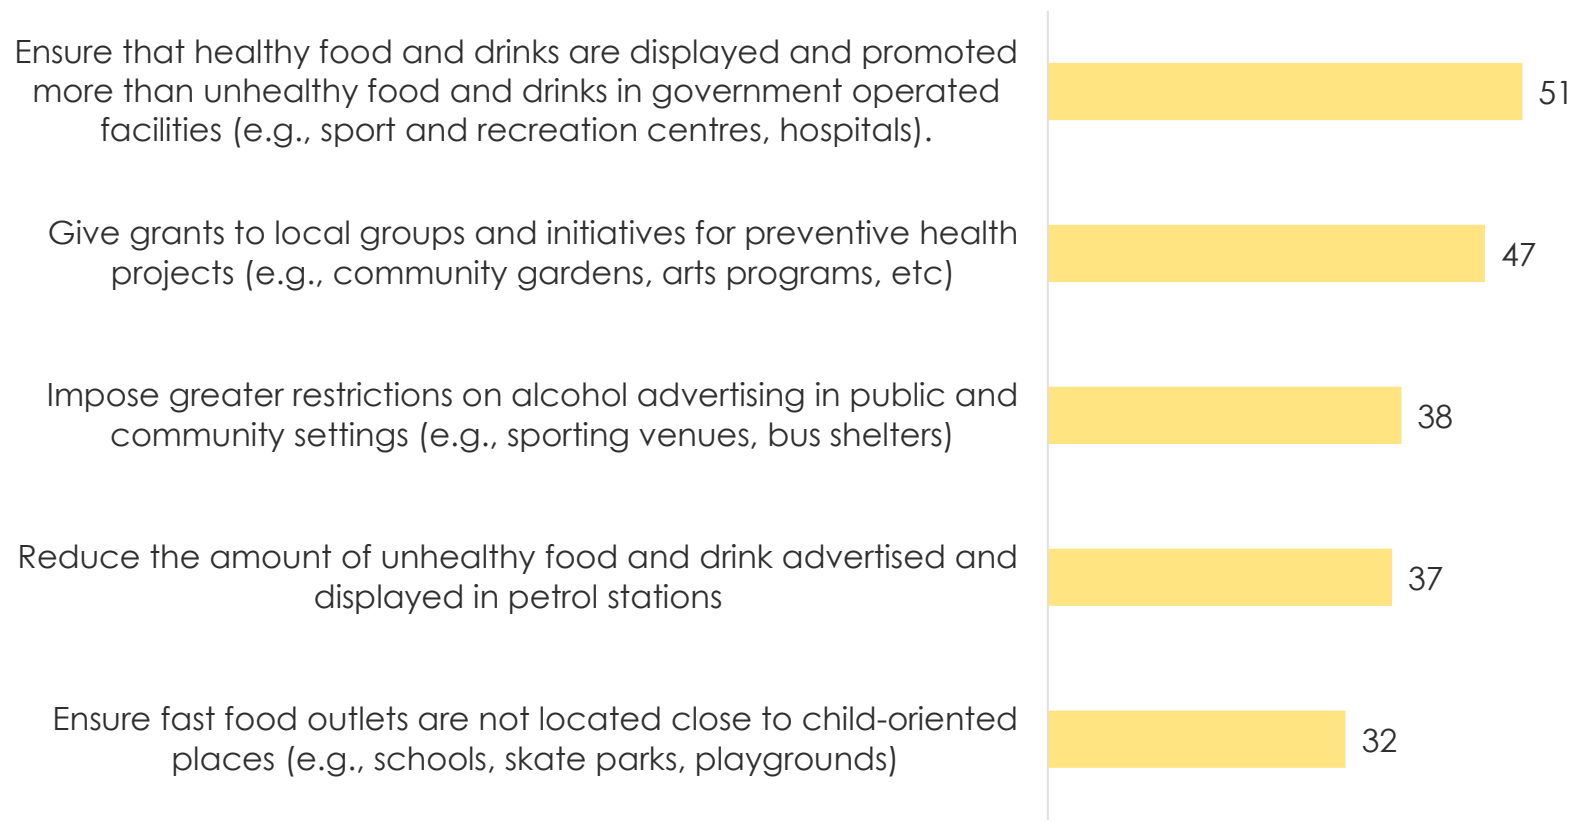 Ensure that healthy food and drinks are displayed and promoted
more than unhealthy food and drinks in government operated
facilities (e.g., sport and recreation centres, hospitals).
51
Give grants to local groups and initiatives for preventive health
projects (e.g., community gardens, arts programs, etc)
47
Impose greater restrictions on alcohol advertising in public and
community settings (e.g., sporting venues, bus shelters)
38
Reduce the amount of unhealthy food and drink advertised and
displayed in petrol stations
37
Ensure fast food outlets are not located close to child-oriented
places (e.g., schools, skate parks, playgrounds)
32